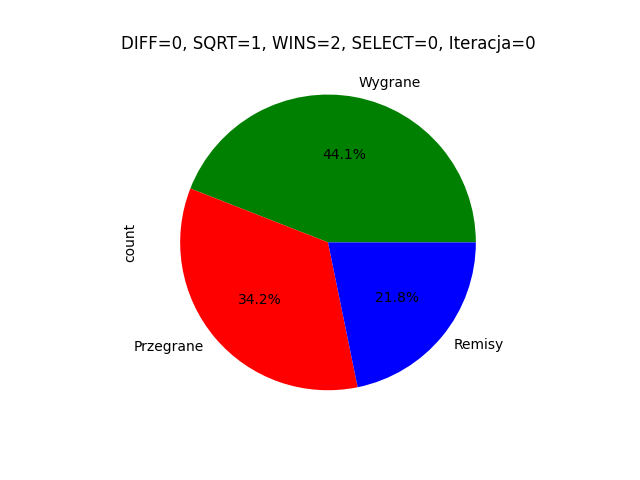 DIFF=0, SQRT=1, WINS=2, SELECT=0, Iteracja=0
Wygrane
44.1%
count
34.2%
21.8%
Przegrane
Remisy